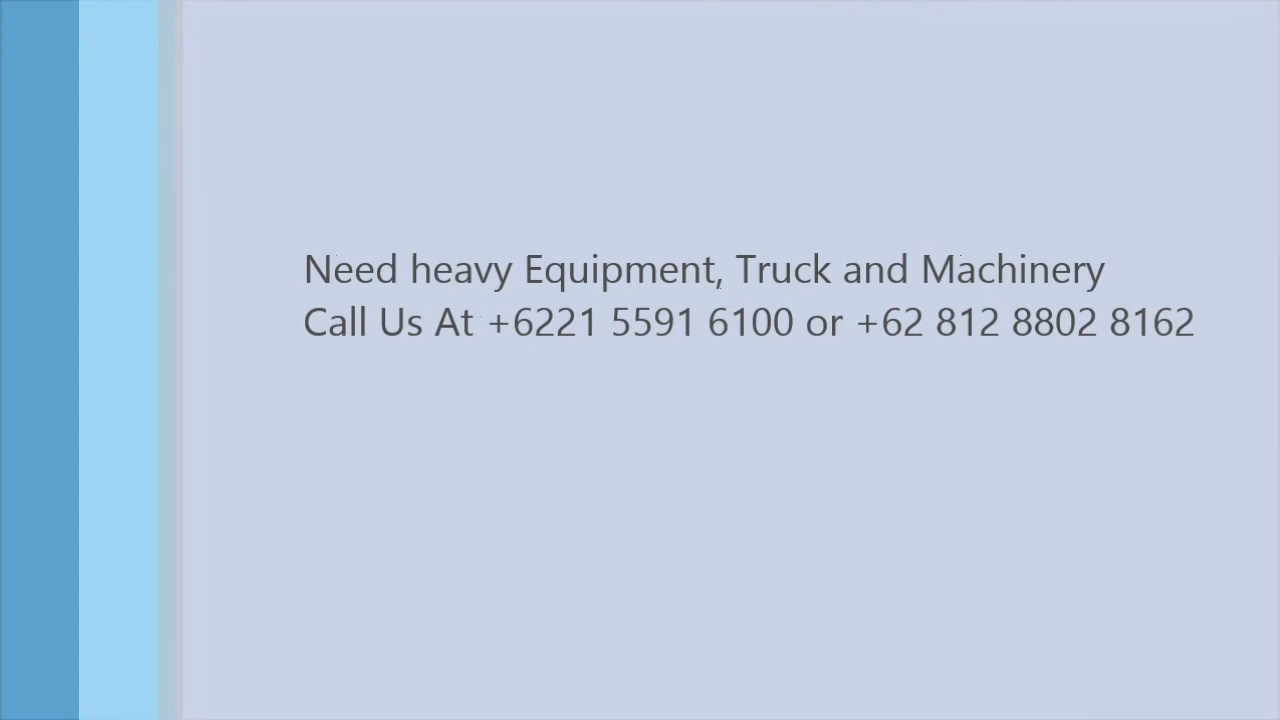 Need heavy Equipment, Truck and Machinery
Call Us At +6221 5591 6100 or +62 812 8802 8162